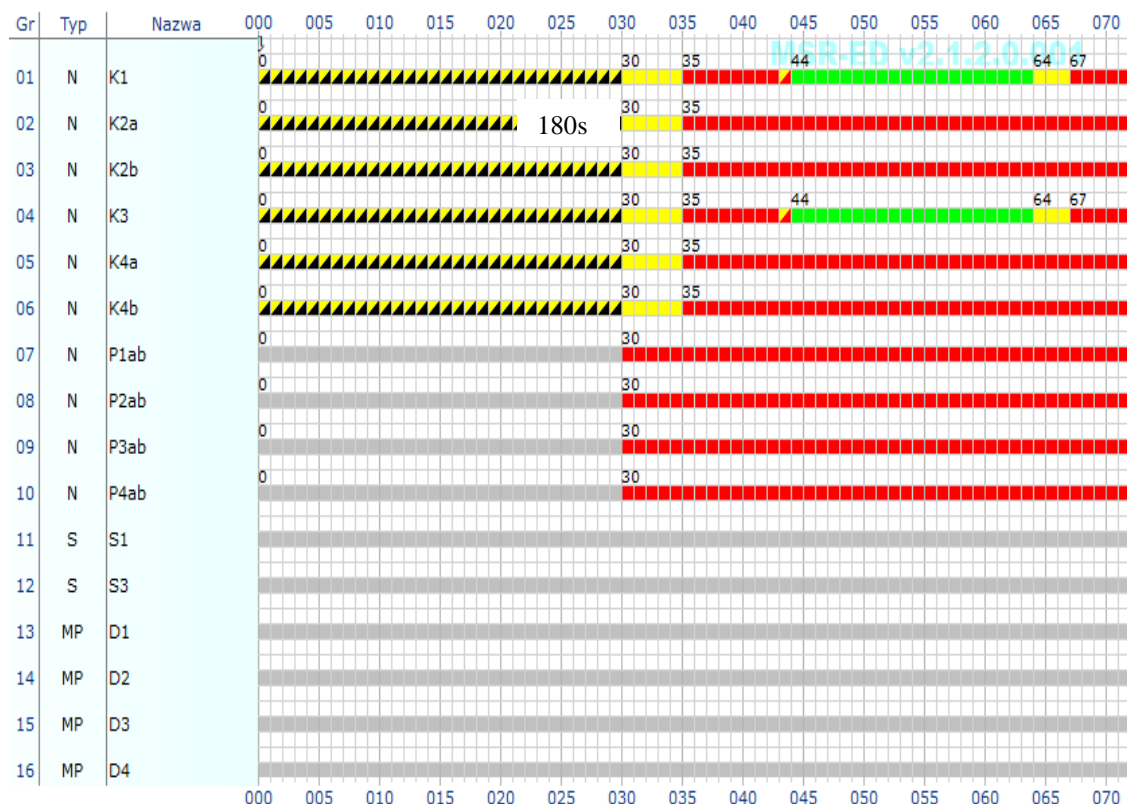 Gr Typ Nazwa 000 005 010 015 020 025 030 035 040 045 050 055 060 065 070
MSR-ED v2.1.2.0.001
01 N K1 0 30 35 44 64 67
02 N K2a 0 180s 30 35
03 N K2b 0 30 35
04 N K3 0 30 35 44 64 67
05 N K4a 0 30 35
06 N K4b 0 30 35
07 N P1ab 0 30
08 N P2ab 0 30
09 N P3ab 0 30
10 N P4ab 0 30
11 S S1
12 S S3
13 MP D1
14 MP D2
15 MP D3
16 MP D4
000 005 010 015 020 025 030 035 040 045 050 055 060 065 070